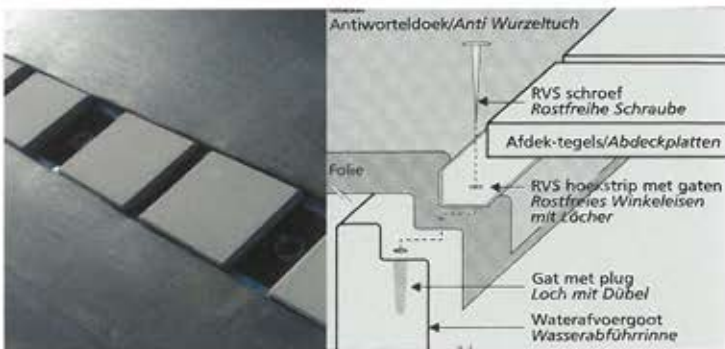 Antiworteldoek/Anti Wurzeltuch
RVS schroef
Rostfreihe Schraube
Afdek-tegels/Abdeckplatten
Folie
RVS hoekstrip met gaten
Rostfreies Winkeleisen
mit Löcher
Gat met plug
Loch mit Dübel
Waterafvoergoot
Wasserabführrinne